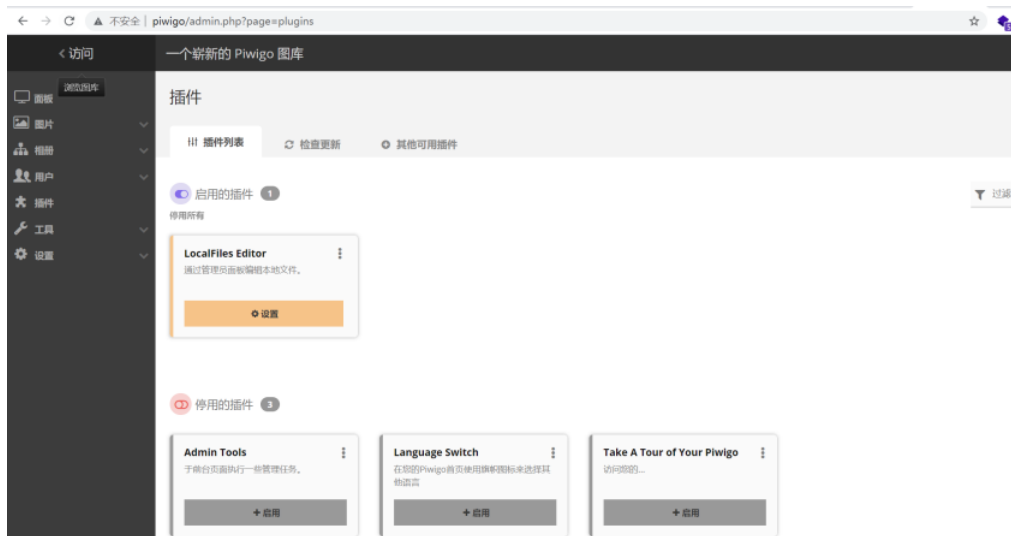 不安全 | piwigo/admin.php?page=plugins
访问
一个崭新的 Piwigo 图库
浏览图库
面板
图片
相册
用户
插件
工具
设置
插件
插件列表
检查更新
其他可用插件
启用的插件 1
过滤
停用所有
LocalFiles Editor
通过管理员面板编辑本地文件。
设置
停用的插件 3
Admin Tools
于前台页面执行一些管理任务。
+ 启用
Language Switch
在您的Piwigo首页使用旗帜图标来选择其
他语言
+ 启用
Take A Tour of Your Piwigo
访问您的...
+ 启用